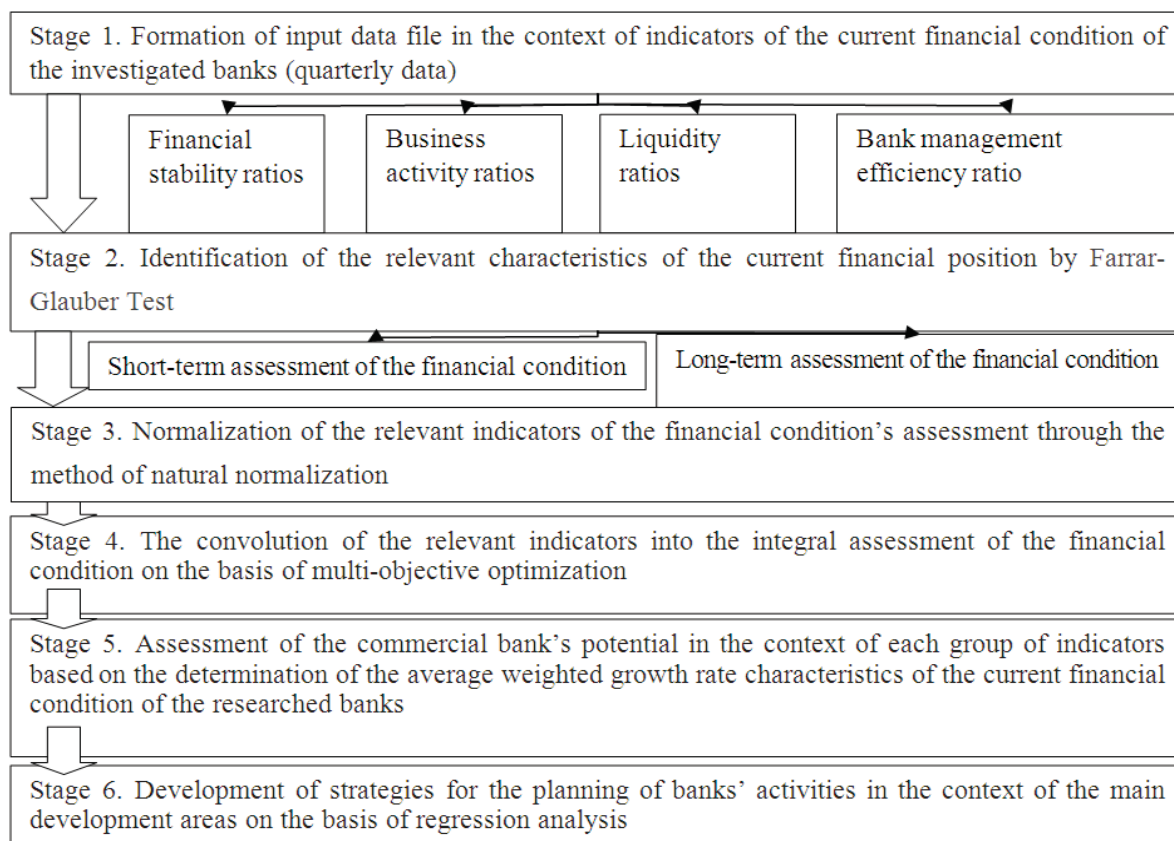 Stage 1. Formation of input data file in the context of indicators of the current financial condition of
the investigated banks (quarterly data)
Financial
stability ratios
Business
activity ratios
Liquidity
ratios
Bank management
efficiency ratio
Stage 2. Identification of the relevant characteristics of the current financial position by Farrar-
Glauber Test
Short-term assessment of the financial condition
Long-term assessment of the financial condition
Stage 3. Normalization of the relevant indicators of the financial condition's assessment through the
method of natural normalization
Stage 4. The convolution of the relevant indicators into the integral assessment of the financial
condition on the basis of multi-objective optimization
Stage 5. Assessment of the commercial bank's potential in the context of each group of indicators
based on the determination of the average weighted growth rate characteristics of the current financial
condition of the researched banks
Stage 6. Development of strategies for the planning of banks' activities in the context of the main
development areas on the basis of regression analysis